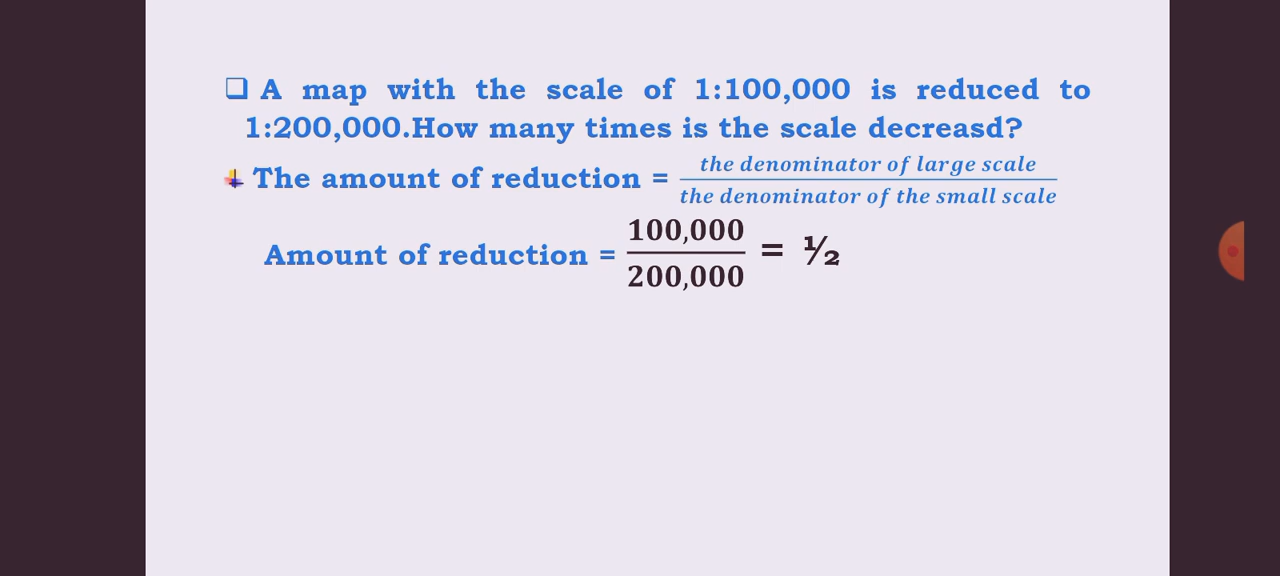 ❑ A map with the scale of 1:100,000 is reduced to
1:200,000.How many times is the scale decreasd?
The amount of reduction = the denominator of large scale / the denominator of the small scale
Amount of reduction = 100,000 / 200,000 = ½